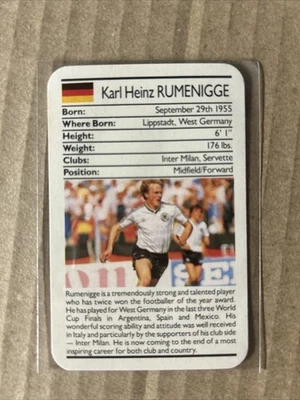 Karl Heinz RUMENIGGE
Born: September 29th 1955
Where Born: Lippstadt, West Germany
Height: 6' 1"
Weight: 176 lbs.
Clubs: Inter Milan, Servette
Position: Midfield/Forward
Rumenigge is a tremendously strong and talented player
who has twice won the footballer of the year award.
He has played for West Germany in the last three World
Cup Finals in Argentina, Spain and Mexico. His
wonderful scoring ability and attitude was well received
in Italy and particularly by the supporters of his club side
— Inter Milan. He is now coming to the end of a most
inspiring career for both club and country.